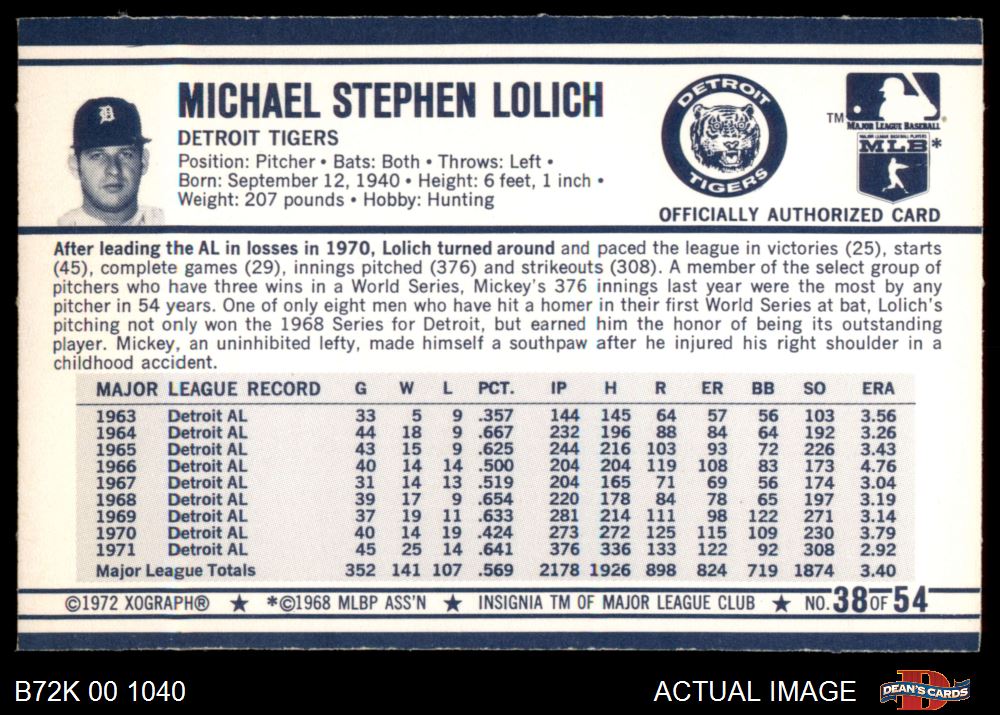 MICHAEL STEPHEN LOLICH
DETROIT TIGERS
Position: Pitcher • Bats: Both • Throws: Left •
Born: September 12, 1940 • Height: 6 feet, 1 inch •
Weight: 207 pounds • Hobby: Hunting
D
DETROIT
TIGERS
TM
MAJOR LEAGUE BASEBALL
MAJOR LEAGUE BASEBALL PLAYERS
MLB*
OFFICIALLY AUTHORIZED CARD
After leading the AL in losses in 1970, Lolich turned around and paced the league in victories (25), starts
(45), complete games (29), innings pitched (376) and strikeouts (308). A member of the select group of
pitchers who have three wins in a World Series, Mickey's 376 innings last year were the most by any
pitcher in 54 years. One of only eight men who have hit a homer in their first World Series at bat, Lolich's
pitching not only won the 1968 Series for Detroit, but earned him the honor of being its outstanding
player. Mickey, an uninhibited lefty, made himself a southpaw after he injured his right shoulder in a
childhood accident.
MAJOR LEAGUE RECORD G W L PCT. IP H R ER BB SO ERA
1963 Detroit AL 33 5 9 .357 144 145 64 57 56 103 3.56
1964 Detroit AL 44 18 9 .667 232 196 88 84 64 192 3.26
1965 Detroit AL 43 15 9 .625 244 216 103 93 72 226 3.43
1966 Detroit AL 40 14 14 .500 204 204 119 108 83 173 4.76
1967 Detroit AL 31 14 13 .519 204 165 71 69 56 174 3.04
1968 Detroit AL 39 17 9 .654 220 178 84 78 65 197 3.19
1969 Detroit AL 37 19 11 .633 281 214 111 98 122 271 3.14
1970 Detroit AL 40 14 19 .424 273 272 125 115 109 230 3.79
1971 Detroit AL 45 25 14 .641 376 336 133 122 92 308 2.92
Major League Totals 352 141 107 .569 2178 1926 898 824 719 1874 3.40
©1972 XOGRAPH® ★ *©1968 MLBP ASS'N ★ INSIGNIA TM OF MAJOR LEAGUE CLUB ★ NO. 38 OF 54
B72K 00 1040
ACTUAL IMAGE
DEAN'S CARDS